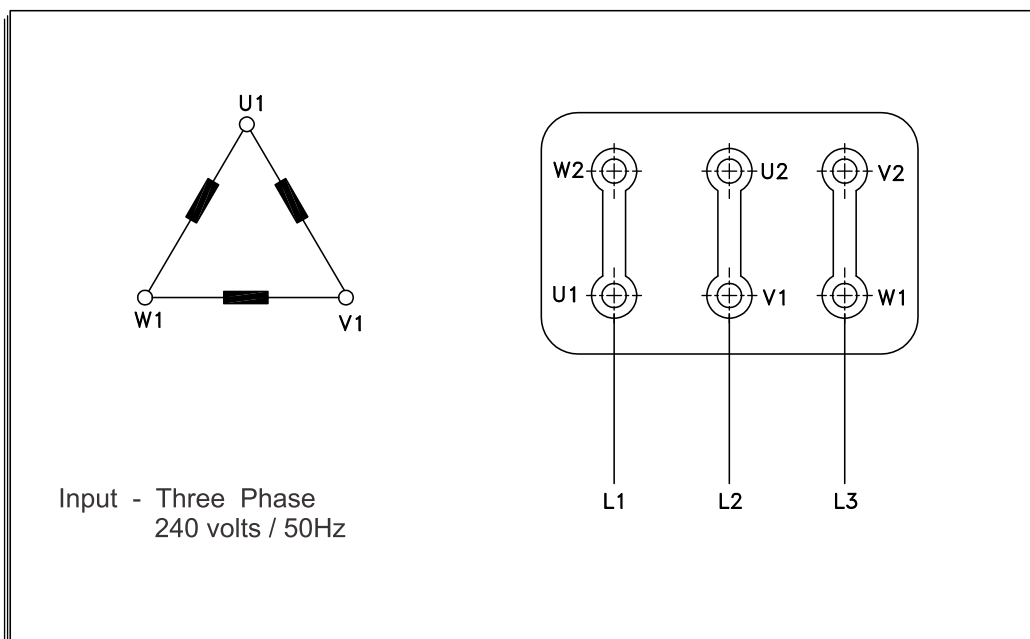 U1
W1
V1
W2 U2 V2
U1 V1 W1
L1 L2 L3
Input - Three Phase
240 volts / 50Hz